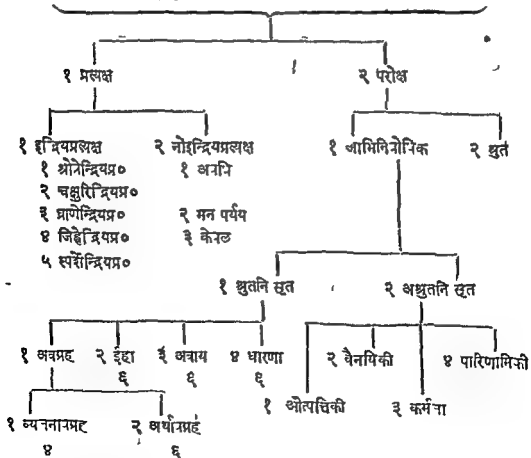 १ प्रत्यक्ष २ परोक्ष
१ इन्द्रियप्रत्यक्ष २ नोइन्द्रियप्रत्यक्ष १ आभिनिबोधिक २ श्रुत
१ श्रोत्रेन्द्रियप्र० १ अवधि
२ चक्षुरिन्द्रियप्र०
३ घ्राणेन्द्रियप्र० २ मन पर्यय
४ जिह्वेन्द्रियप्र० ३ केवल
५ स्पर्शेन्द्रियप्र०
१ श्रुतनि सृत २ अश्रुतनि सृत
१ अवग्रह २ ईहा ३ अवाय ४ धारणा २ वैनयिकी ४ पारिणामिकी
६ ६ ६
१ औत्पत्तिकी ३ कर्मजा
१ व्यञ्जनावग्रह २ अर्थावग्रह
४ ६